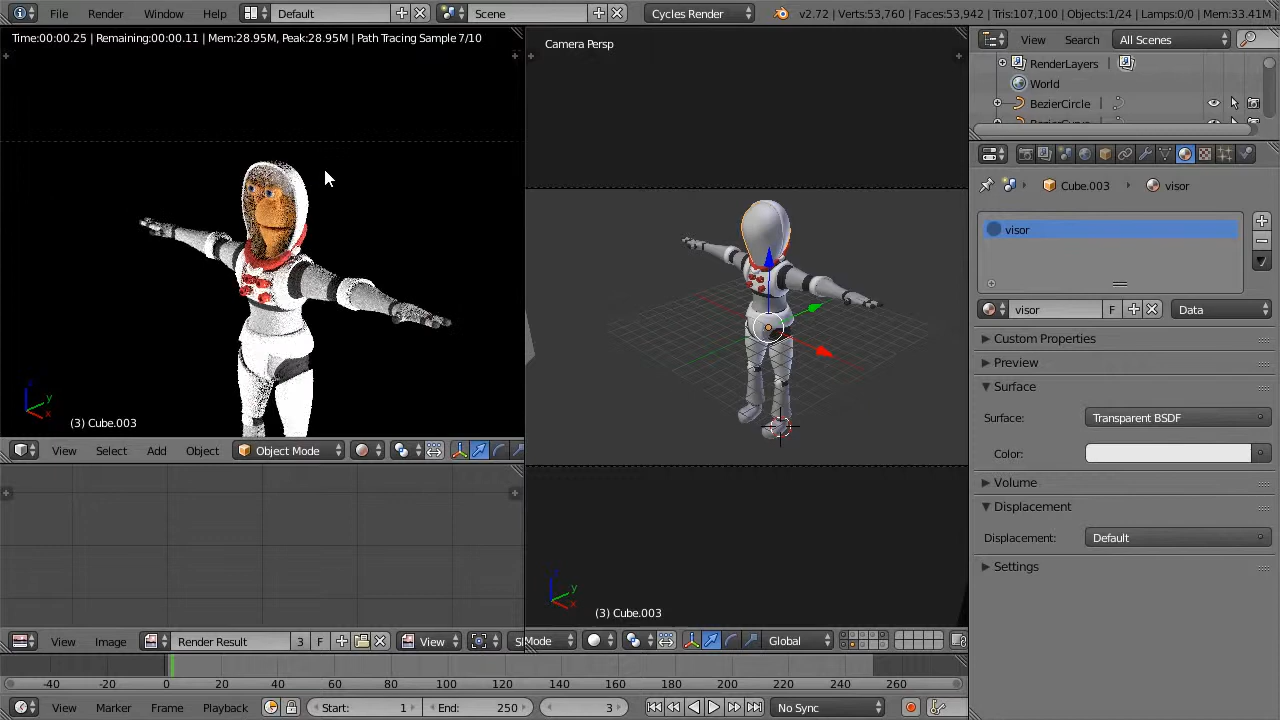 File Render Window Help Default Scene Cycles Render v2.72 | Verts:53,760 | Faces:53,942 | Tris:107,100 | Objects:1/24 | Lamps:0/0 | Mem:33.41M
Time:00:00.25 | Remaining:00:00.11 | Mem:28.95M, Peak:28.95M | Path Tracing Sample 7/10
Camera Persp
View Search All Scenes
RenderLayers
World
BezierCircle
Cube.003 visor
visor
visor F Data
Custom Properties
Preview
Surface
Surface: Transparent BSDF
Color:
Volume
Displacement
Displacement: Default
Settings
z
y
x
(3) Cube.003
View Select Add Object Object Mode
y
x
(3) Cube.003
View Image Render Result 3 F View
Mode Global
-40 -20 0 20 40 60 80 100 120 140 160 180 200 220 240 260
View Marker Frame Playback Start: 1 End: 250 3 No Sync